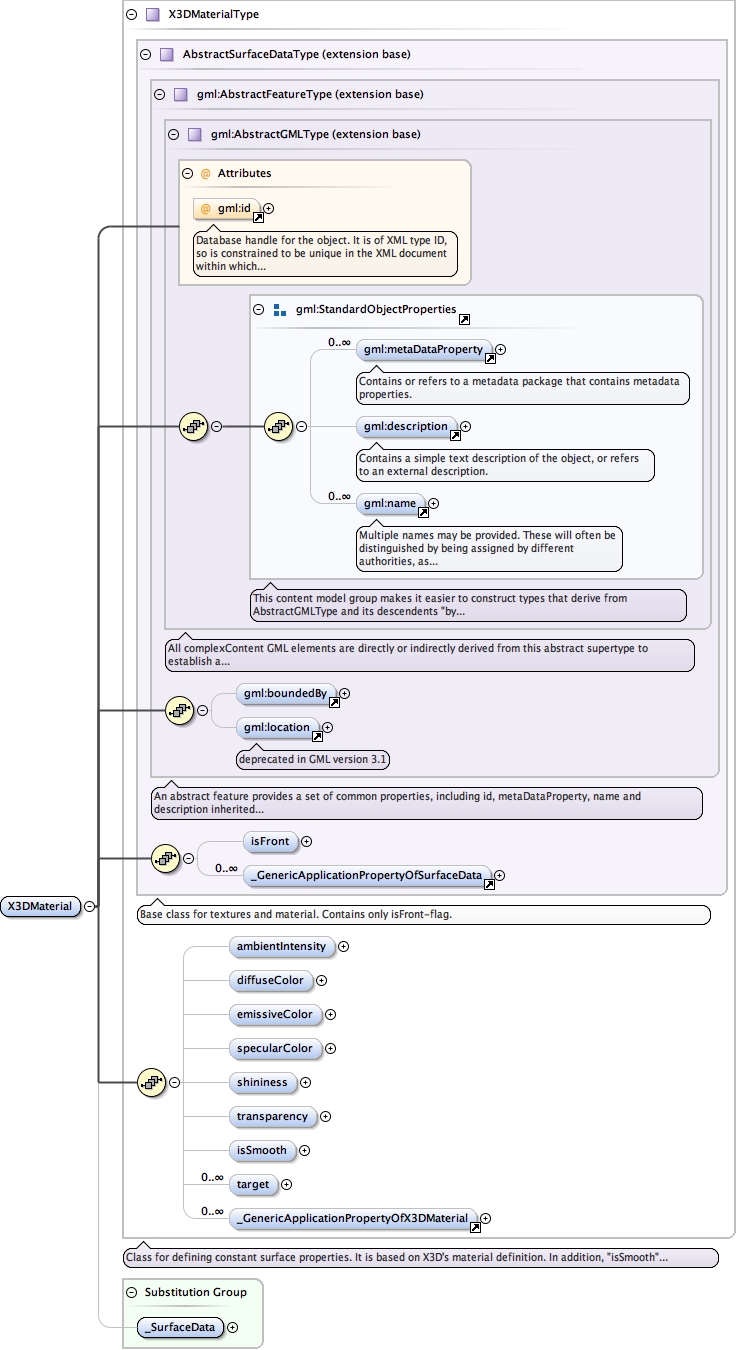 X3DMaterialType
AbstractSurfaceDataType (extension base)
gml:AbstractFeatureType (extension base)
gml:AbstractGMLType (extension base)
@ Attributes
@ gml:id
Database handle for the object. It is of XML type ID,
so is constrained to be unique in the XML document
within which...
gml:StandardObjectProperties
0..∞
gml:metaDataProperty
Contains or refers to a metadata package that contains metadata
properties.
gml:description
Contains a simple text description of the object, or refers
to an external description.
0..∞
gml:name
Multiple names may be provided. These will often be
distinguished by being assigned by different
authorities, as...
This content model group makes it easier to construct types that derive from
AbstractGMLType and its descendents "by...
All complexContent GML elements are directly or indirectly derived from this abstract supertype to
establish a...
gml:boundedBy
gml:location
deprecated in GML version 3.1
An abstract feature provides a set of common properties, including id, metaDataProperty, name and
description inherited...
isFront
0..∞
_GenericApplicationPropertyOfSurfaceData
X3DMaterial
Base class for textures and material. Contains only isFront-flag.
ambientIntensity
diffuseColor
emissiveColor
specularColor
shininess
transparency
isSmooth
0..∞
target
0..∞
_GenericApplicationPropertyOfX3DMaterial
Class for defining constant surface properties. It is based on X3D's material definition. In addition, "isSmooth"...
Substitution Group
_SurfaceData